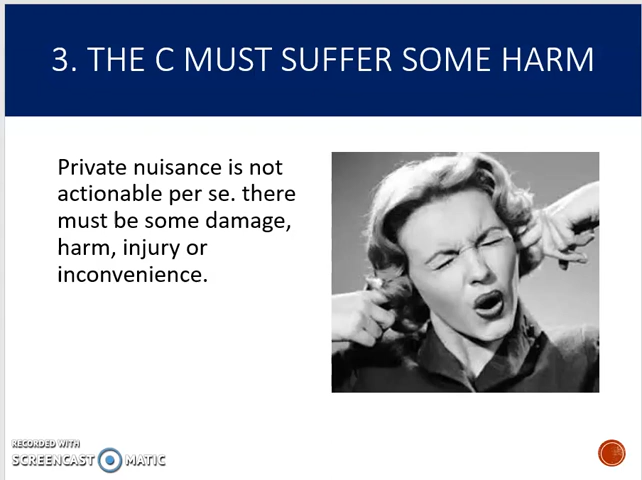 3. THE C MUST SUFFER SOME HARM
Private nuisance is not
actionable per se. there
must be some damage,
harm, injury or
inconvenience.
RECORDED WITH
SCREENCAST MATIC